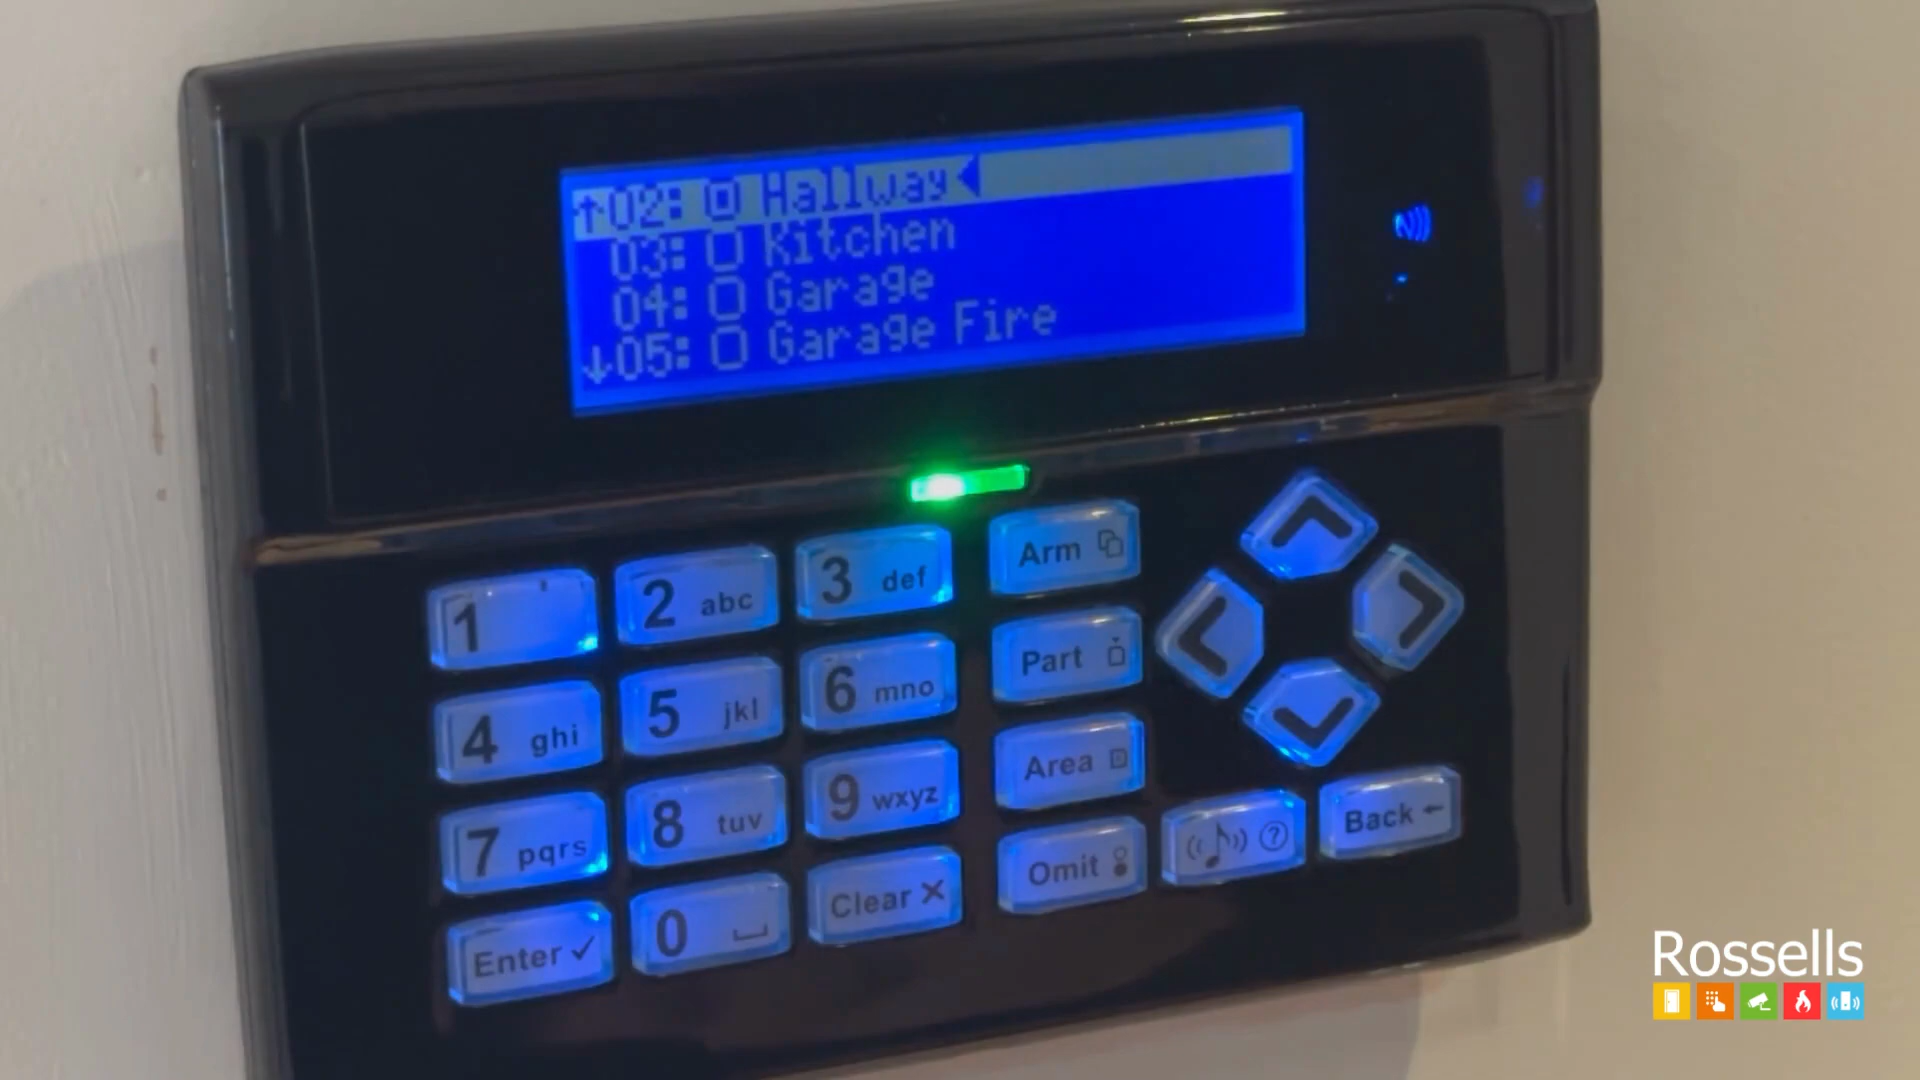 ↑02: Hallway
03: Kitchen
04: Garage
↓05: Garage Fire
1
2 abc
3 def
Arm
4 ghi
5 jkl
6 mno
Part
7 pqrs
8 tuv
9 wxyz
Area
Enter ✓
0
Clear ×
Omit
?
Back ←
Rossells